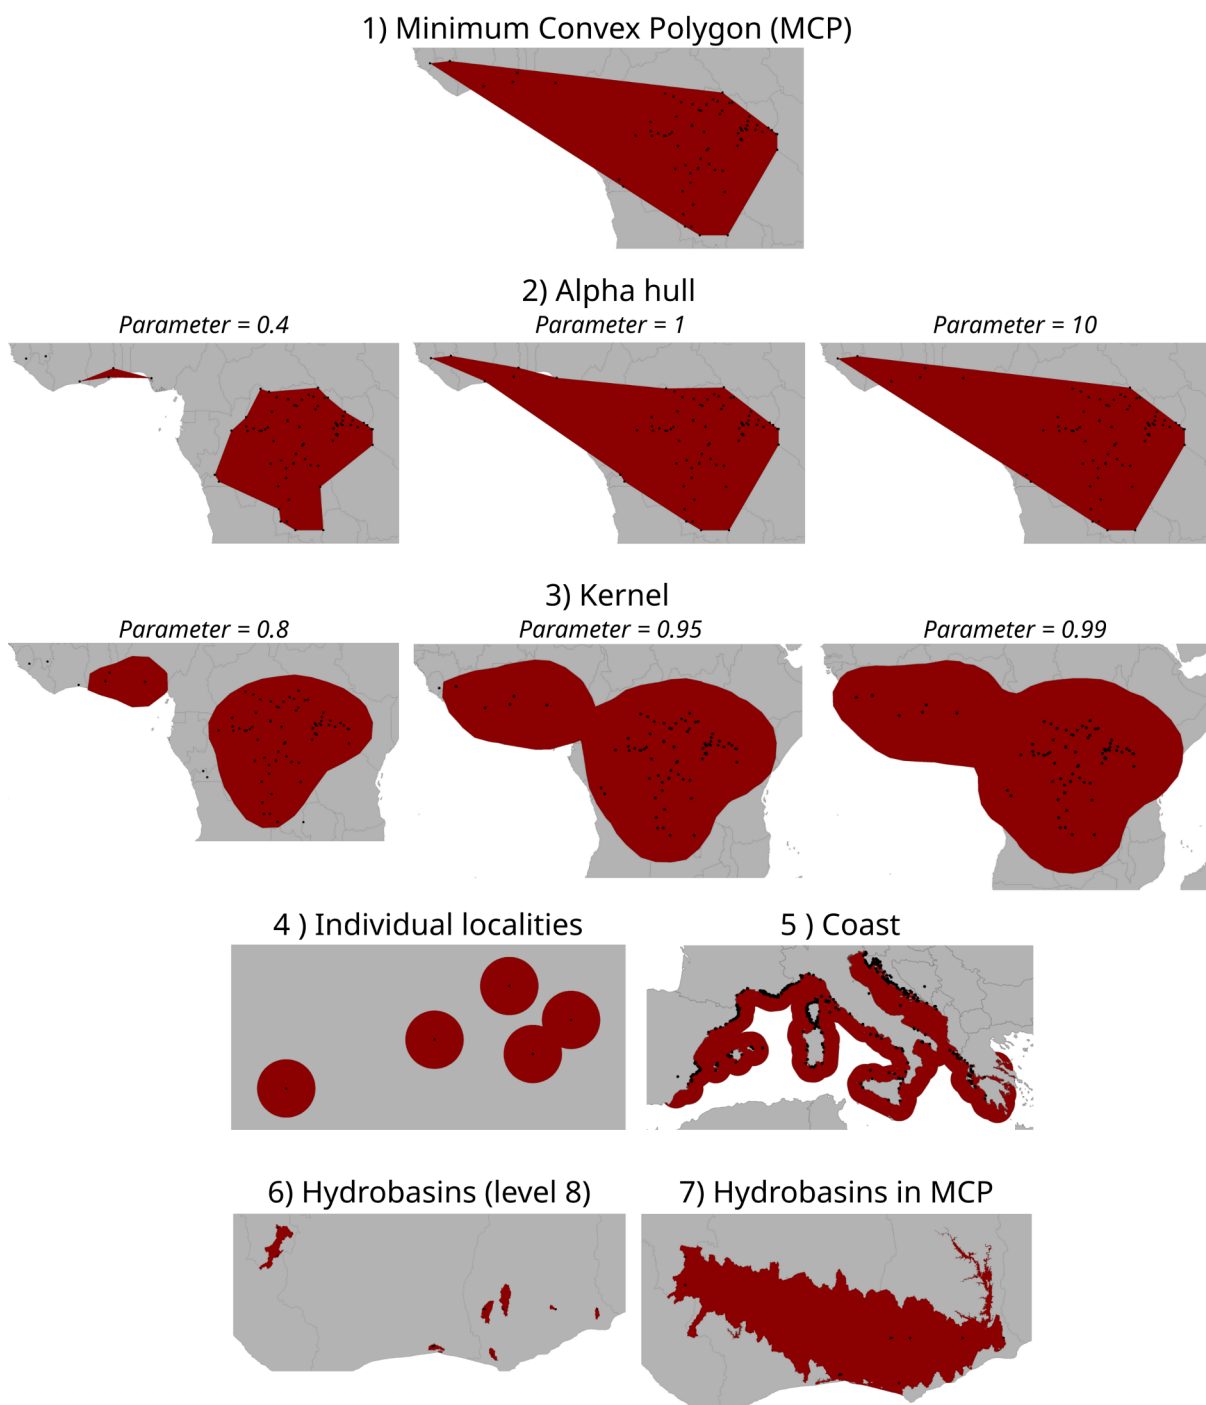 1) Minimum Convex Polygon (MCP)
2) Alpha hull
Parameter = 0.4
Parameter = 1
Parameter = 10
3) Kernel
Parameter = 0.8
Parameter = 0.95
Parameter = 0.99
4 ) Individual localities
5 ) Coast
6) Hydrobasins (level 8)
7) Hydrobasins in MCP